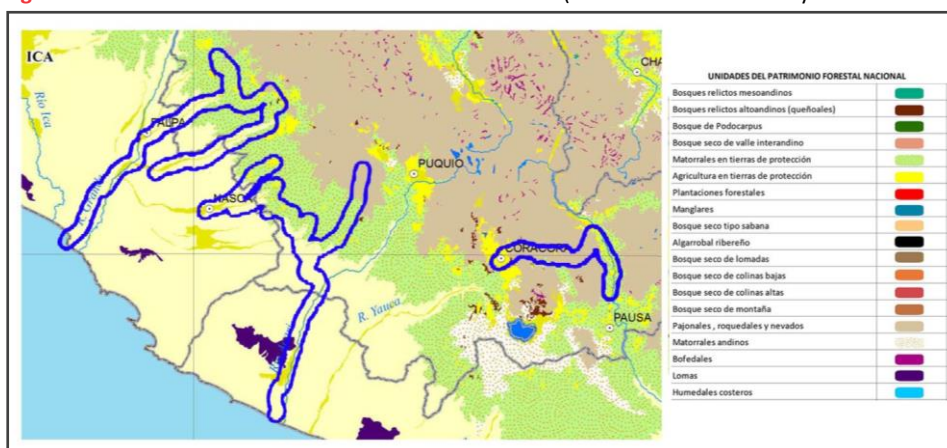 ICA
Río Ica
PALPA
R. Grande
NASCA
PUQUIO
CHA
CORACORA
R. Yauca
PAUSA
UNIDADES DEL PATRIMONIO FORESTAL NACIONAL
Bosques relictos mesoandinos
Bosques relictos altoandinos (queñoales)
Bosque de Podocarpus
Bosque seco de valle interandino
Matorrales en tierras de protección
Agricultura en tierras de protección
Plantaciones forestales
Manglares
Bosque seco tipo sabana
Algarrobal ribereño
Bosque seco de lomadas
Bosque seco de colinas bajas
Bosque seco de colinas altas
Bosque seco de montaña
Pajonales , roquedales y nevados
Matorrales andinos
Bofedales
Lomas
Humedales costeros